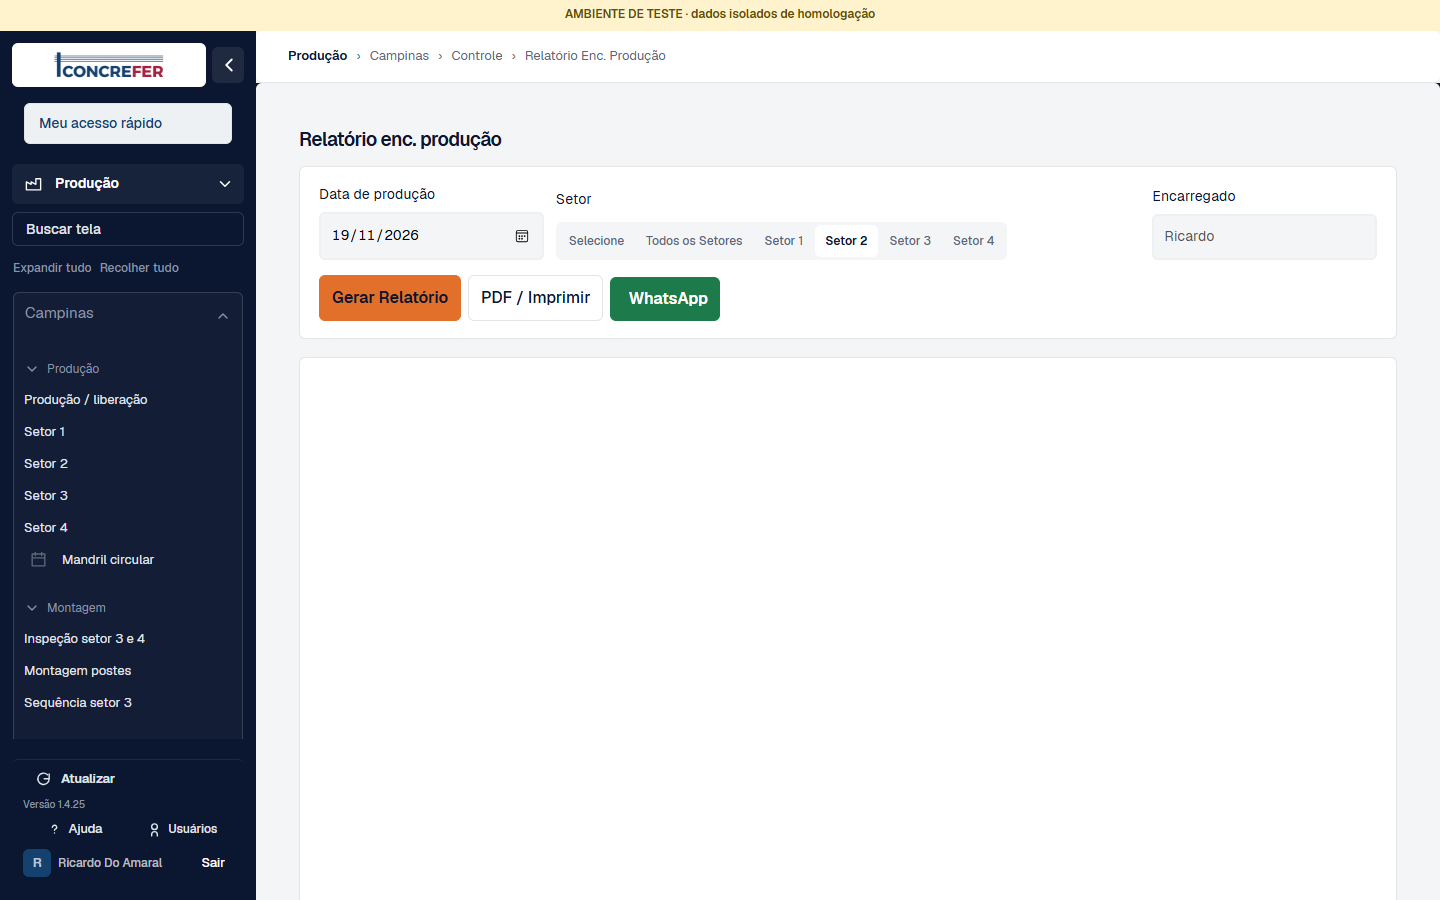 AMBIENTE DE TESTE · dados isolados de homologação
CONCREFER
Meu acesso rápido
Produção
Buscar tela
Expandir tudo Recolher tudo
Campinas
Produção
Produção / liberação
Setor 1
Setor 2
Setor 3
Setor 4
Mandril circular
Montagem
Inspeção setor 3 e 4
Montagem postes
Sequência setor 3
Atualizar
Versão 1.4.25
? Ajuda Usuários
R Ricardo Do Amaral Sair
Produção › Campinas › Controle › Relatório Enc. Produção
Relatório enc. produção
Data de produção
19/11/2026
Setor
Selecione Todos os Setores Setor 1 Setor 2 Setor 3 Setor 4
Encarregado
Ricardo
Gerar Relatório PDF / Imprimir WhatsApp